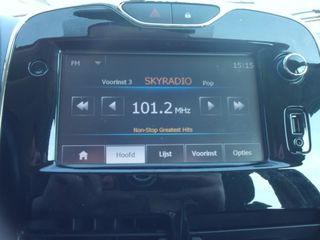 FM 15:15
Voorinst 3 SKYRADIO Pop
101.2 MHz
Non-Stop Greatest Hits
Hoofd Lijst Voorinst Opties